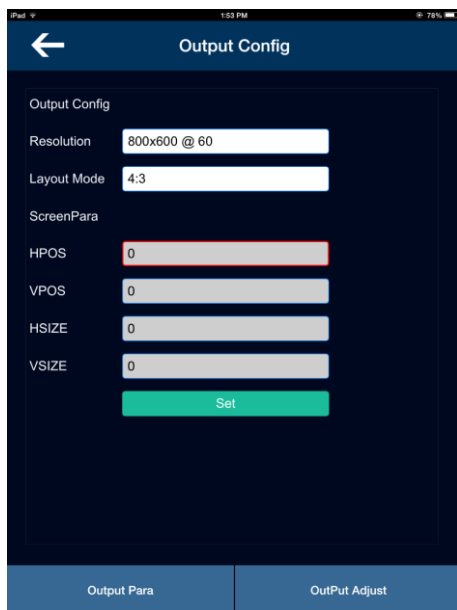 iPad 1:53 PM 78%
Output Config
Output Config
Resolution 800x600 @ 60
Layout Mode 4:3
ScreenPara
HPOS 0
VPOS 0
HSIZE 0
VSIZE 0
Set
Output Para OutPut Adjust